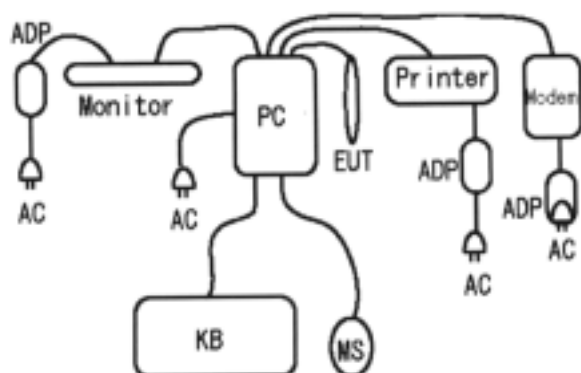 ADP
Monitor
AC
PC
AC
EUT
Printer
ADP
AC
Modem
ADP
AC
KB
MS